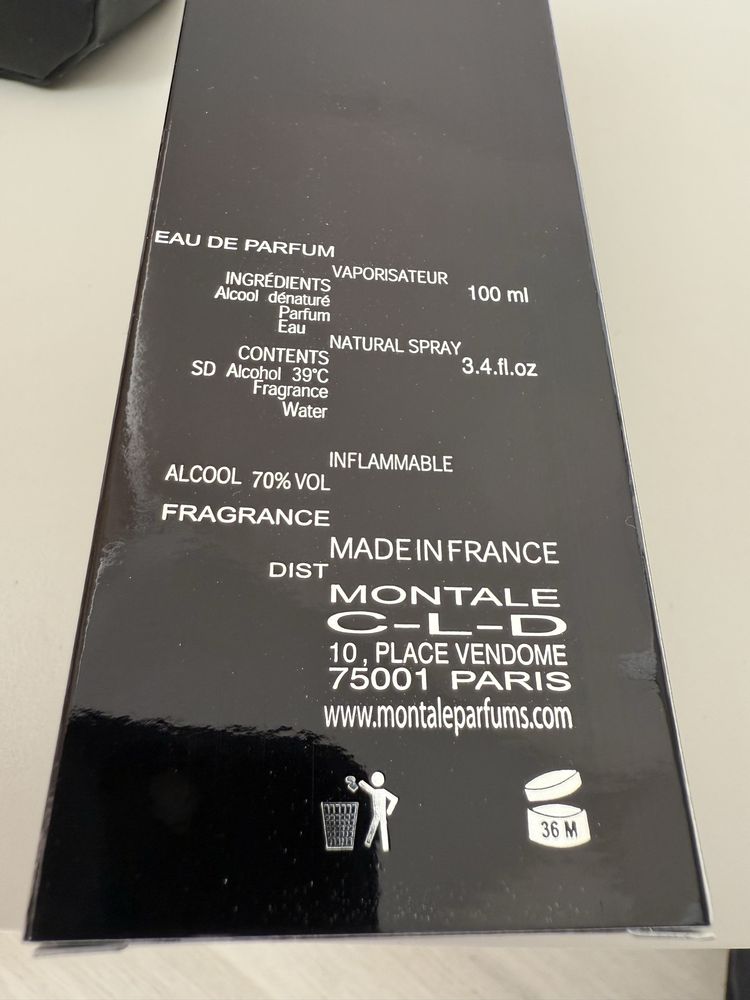 EAU DE PARFUM
VAPORISATEUR
100 ml
INGRÉDIENTS
Alcool dénaturé
Parfum
Eau
NATURAL SPRAY
3.4.fl.oz
CONTENTS
SD Alcohol 39°C
Fragrance
Water
INFLAMMABLE
ALCOOL 70% VOL
FRAGRANCE
MADE IN FRANCE
DIST
MONTALE
C-L-D
10, PLACE VENDOME
75001 PARIS
www.montaleparfums.com
36 M